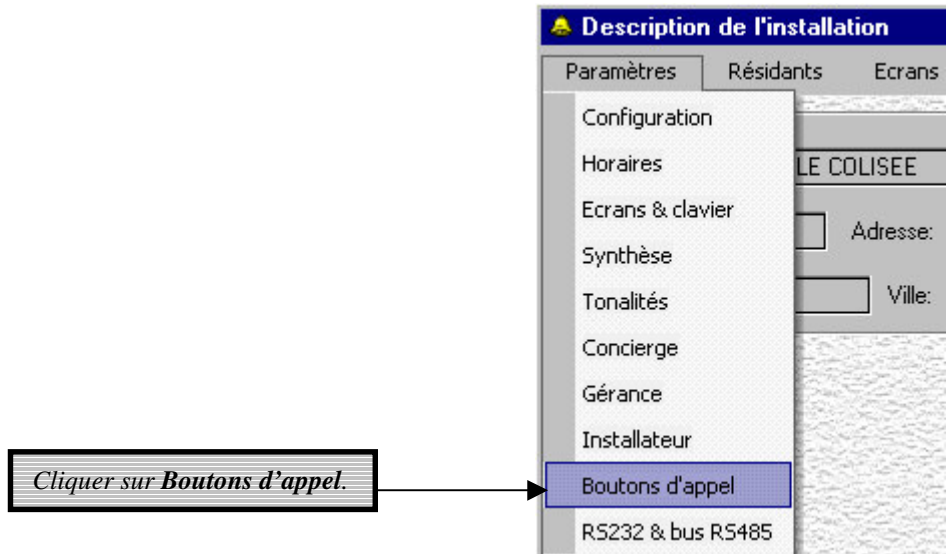 Description de l'installation
Paramètres Résidants Ecrans
Configuration
Horaires
LE COLISEE
Ecrans & clavier
Adresse:
Synthèse
Ville:
Tonalités
Concierge
Gérance
Installateur
Cliquer sur Boutons d’appel.
Boutons d'appel
RS232 & bus RS485